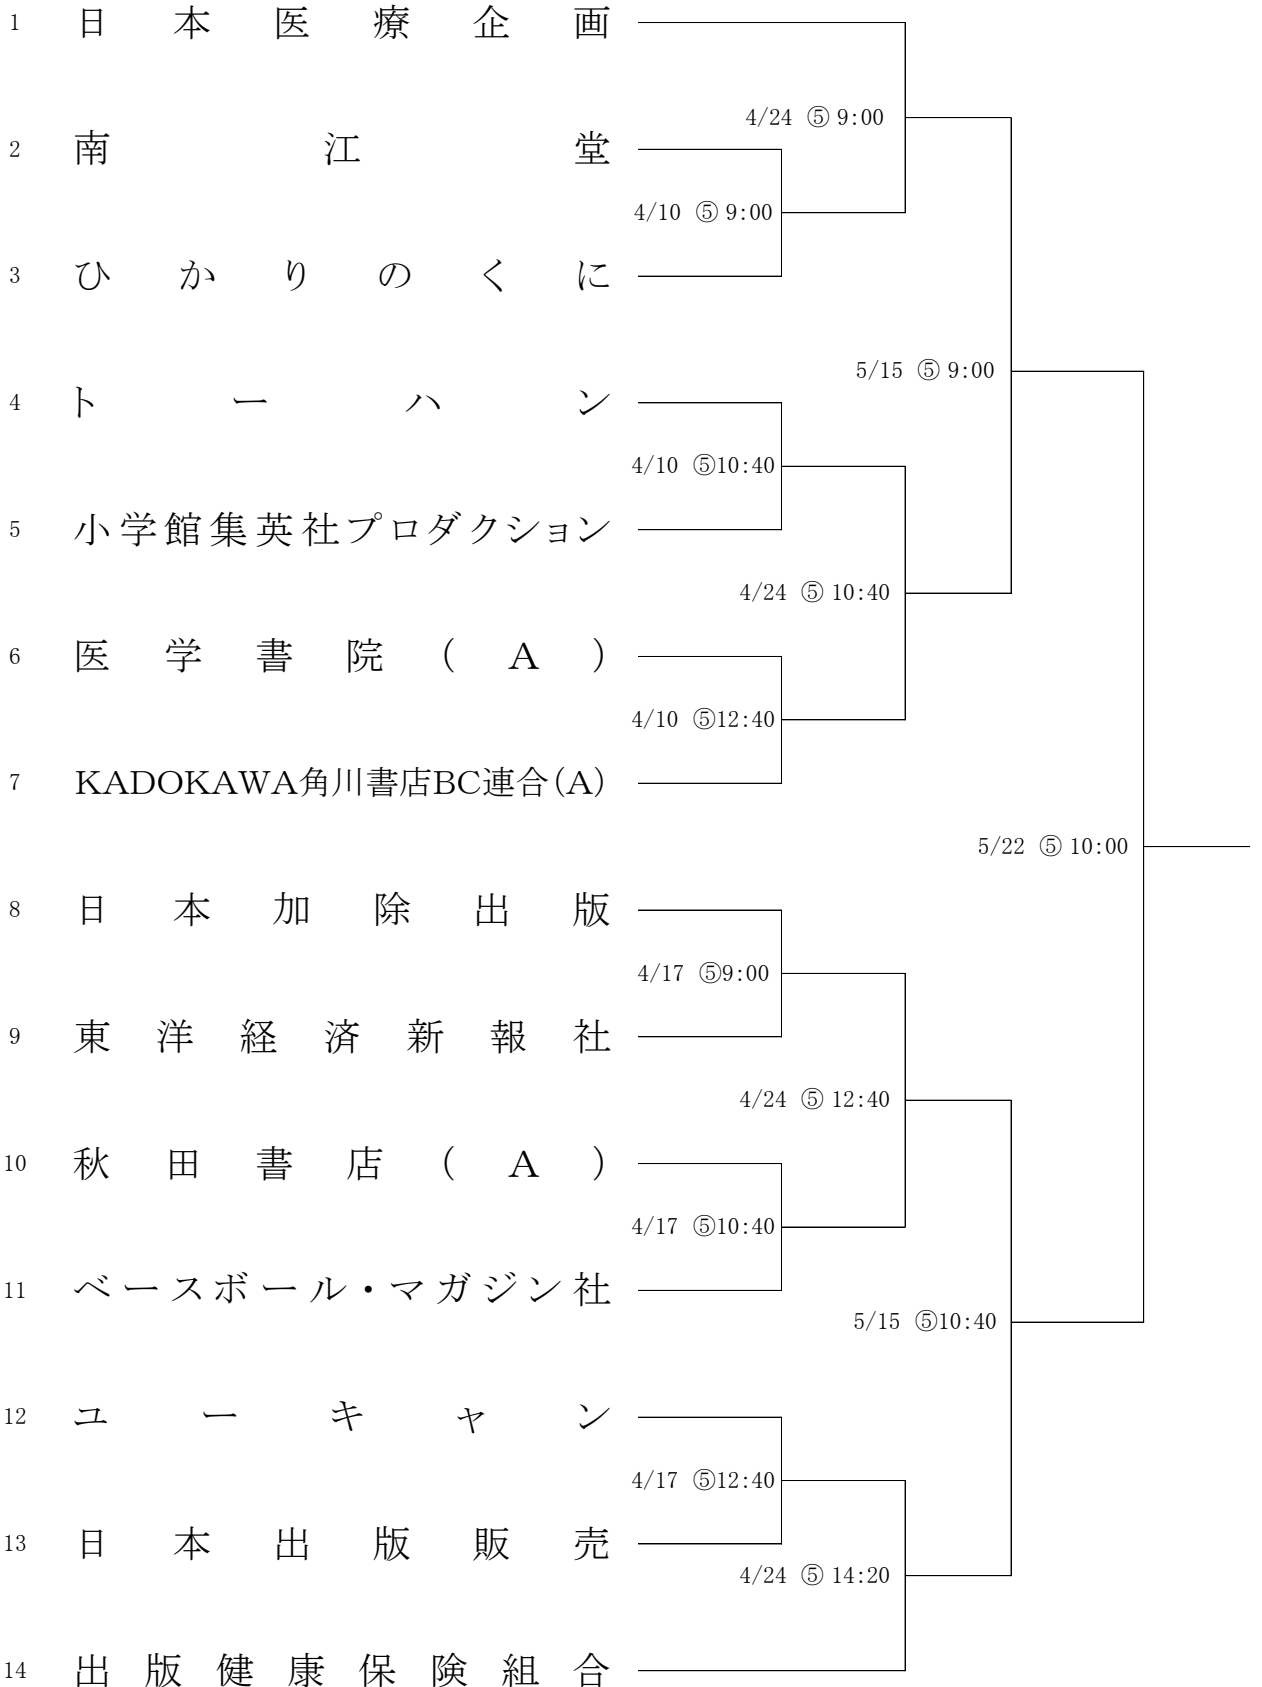 1 日本医療企画
4/24 ⑤ 9:00
2 南江堂
4/10 ⑤ 9:00
3 ひかりのくに
5/15 ⑤ 9:00
4 トーハン
4/10 ⑤10:40
5 小学館集英社プロダクション
4/24 ⑤ 10:40
6 医学書院(A)
4/10 ⑤12:40
7 KADOKAWA角川書店BC連合(A)
5/22 ⑤ 10:00
8 日本加除出版
4/17 ⑤9:00
9 東洋経済新報社
4/24 ⑤ 12:40
10 秋田書店(A)
4/17 ⑤10:40
11 ベースボール・マガジン社
5/15 ⑤10:40
12 ユーキャン
4/17 ⑤12:40
13 日本出版販売
4/24 ⑤ 14:20
14 出版健康保険組合